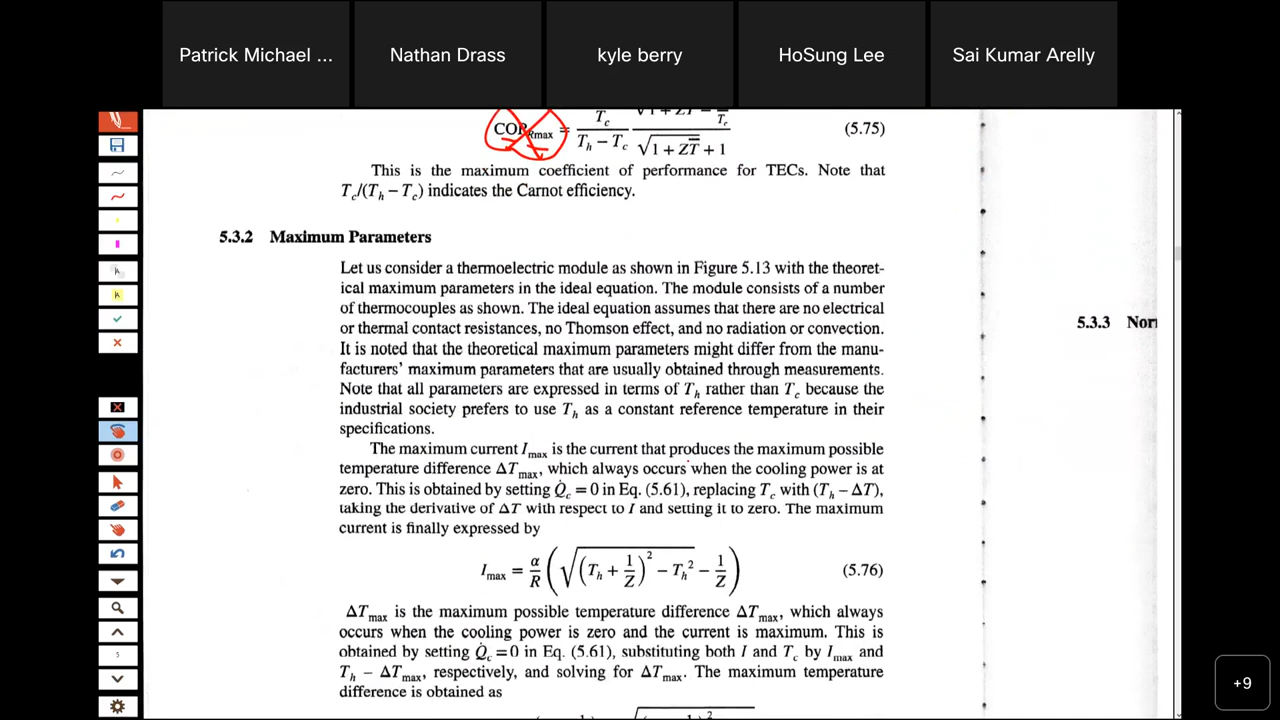 Patrick Michael ...
Nathan Drass
kyle berry
HoSung Lee
Sai Kumar Arelly
COP_Rmax = T_c / (T_h − T_c) √(1 + ZT̅) + 1 (5.75)
This is the maximum coefficient of performance for TECs. Note that
T_c/(T_h − T_c) indicates the Carnot efficiency.
5.3.2 Maximum Parameters
Let us consider a thermoelectric module as shown in Figure 5.13 with the theoret-
ical maximum parameters in the ideal equation. The module consists of a number
of thermocouples as shown. The ideal equation assumes that there are no electrical
or thermal contact resistances, no Thomson effect, and no radiation or convection.
It is noted that the theoretical maximum parameters might differ from the manu-
facturers' maximum parameters that are usually obtained through measurements.
Note that all parameters are expressed in terms of T_h rather than T_c because the
industrial society prefers to use T_h as a constant reference temperature in their
specifications.
The maximum current I_max is the current that produces the maximum possible
temperature difference ΔT_max, which always occurs when the cooling power is at
zero. This is obtained by setting Q̇_c = 0 in Eq. (5.61), replacing T_c with (T_h − ΔT),
taking the derivative of ΔT with respect to I and setting it to zero. The maximum
current is finally expressed by
I_max = α/R (√((T_h + 1/Z)² − T_h²) − 1/Z) (5.76)
ΔT_max is the maximum possible temperature difference ΔT_max, which always
occurs when the cooling power is zero and the current is maximum. This is
obtained by setting Q̇_c = 0 in Eq. (5.61), substituting both I and T_c by I_max and
T_h − ΔT_max, respectively, and solving for ΔT_max. The maximum temperature
difference is obtained as
5.3.3
+9